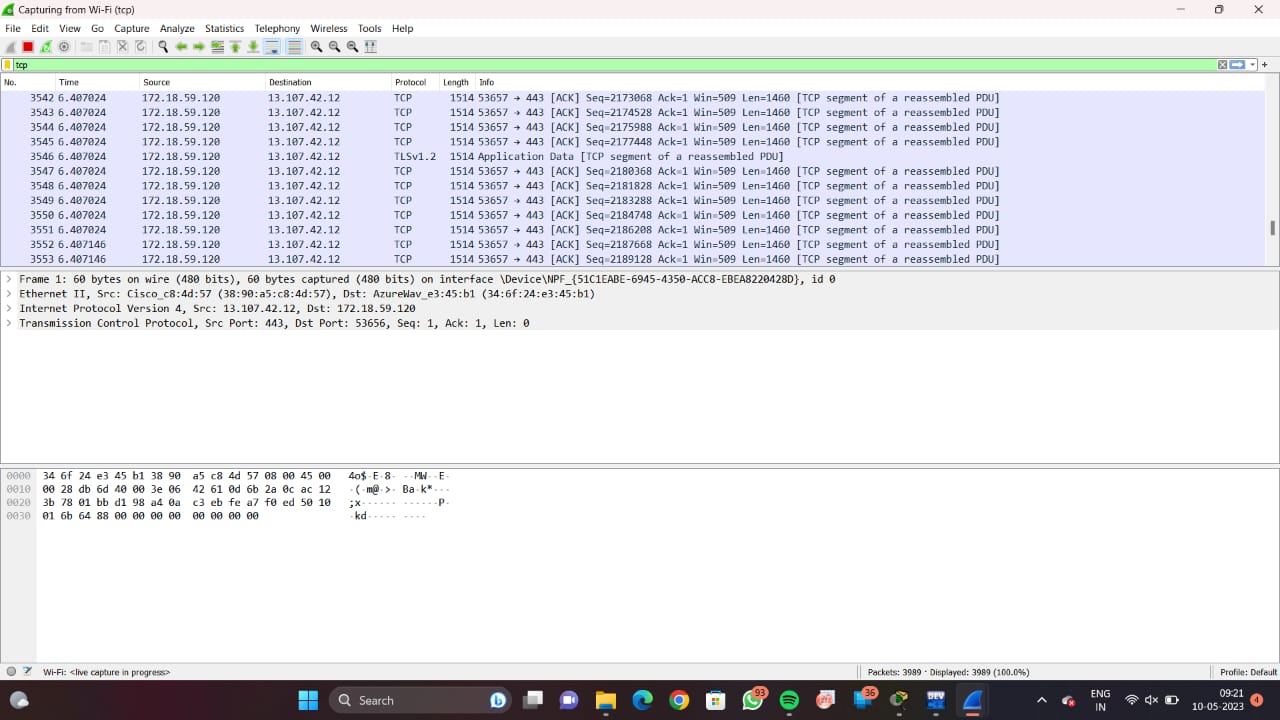 Capturing from Wi-Fi (tcp)
File Edit View Go Capture Analyze Statistics Telephony Wireless Tools Help
tcp
No. Time Source Destination Protocol Length Info
3542 6.407024 172.18.59.120 13.107.42.12 TCP 1514 53657 → 443 [ACK] Seq=2173068 Ack=1 Win=509 Len=1460 [TCP segment of a reassembled PDU]
3543 6.407024 172.18.59.120 13.107.42.12 TCP 1514 53657 → 443 [ACK] Seq=2174528 Ack=1 Win=509 Len=1460 [TCP segment of a reassembled PDU]
3544 6.407024 172.18.59.120 13.107.42.12 TCP 1514 53657 → 443 [ACK] Seq=2175988 Ack=1 Win=509 Len=1460 [TCP segment of a reassembled PDU]
3545 6.407024 172.18.59.120 13.107.42.12 TCP 1514 53657 → 443 [ACK] Seq=2177448 Ack=1 Win=509 Len=1460 [TCP segment of a reassembled PDU]
3546 6.407024 172.18.59.120 13.107.42.12 TLSv1.2 1514 Application Data [TCP segment of a reassembled PDU]
3547 6.407024 172.18.59.120 13.107.42.12 TCP 1514 53657 → 443 [ACK] Seq=2180368 Ack=1 Win=509 Len=1460 [TCP segment of a reassembled PDU]
3548 6.407024 172.18.59.120 13.107.42.12 TCP 1514 53657 → 443 [ACK] Seq=2181828 Ack=1 Win=509 Len=1460 [TCP segment of a reassembled PDU]
3549 6.407024 172.18.59.120 13.107.42.12 TCP 1514 53657 → 443 [ACK] Seq=2183288 Ack=1 Win=509 Len=1460 [TCP segment of a reassembled PDU]
3550 6.407024 172.18.59.120 13.107.42.12 TCP 1514 53657 → 443 [ACK] Seq=2184748 Ack=1 Win=509 Len=1460 [TCP segment of a reassembled PDU]
3551 6.407024 172.18.59.120 13.107.42.12 TCP 1514 53657 → 443 [ACK] Seq=2186208 Ack=1 Win=509 Len=1460 [TCP segment of a reassembled PDU]
3552 6.407146 172.18.59.120 13.107.42.12 TCP 1514 53657 → 443 [ACK] Seq=2187668 Ack=1 Win=509 Len=1460 [TCP segment of a reassembled PDU]
3553 6.407146 172.18.59.120 13.107.42.12 TCP 1514 53657 → 443 [ACK] Seq=2189128 Ack=1 Win=509 Len=1460 [TCP segment of a reassembled PDU]
> Frame 1: 60 bytes on wire (480 bits), 60 bytes captured (480 bits) on interface \Device\NPF_{51C1EABE-6945-4350-ACC8-EBEA8220428D}, id 0
> Ethernet II, Src: Cisco_c8:4d:57 (38:90:a5:c8:4d:57), Dst: AzureWav_e3:45:b1 (34:6f:24:e3:45:b1)
> Internet Protocol Version 4, Src: 13.107.42.12, Dst: 172.18.59.120
> Transmission Control Protocol, Src Port: 443, Dst Port: 53656, Seq: 1, Ack: 1, Len: 0
0000 34 6f 24 e3 45 b1 38 90 a5 c8 4d 57 08 00 45 00 4o$·E·8· ··MW··E·
0010 00 28 db 6d 40 00 3e 06 42 61 0d 6b 2a 0c ac 12 ·(·m@·>· Ba·k*···
0020 3b 78 01 bb d1 98 a4 0a c3 eb fe a7 f0 ed 50 10 ;x······ ······P·
0030 01 6b 64 88 00 00 00 00 00 00 00 00 ·kd····· ····
Wi-Fi: <live capture in progress> Packets: 3989 · Displayed: 3989 (100.0%) Profile: Default
Search 93 36 DEV ENG IN 09:21 10-05-2023 4